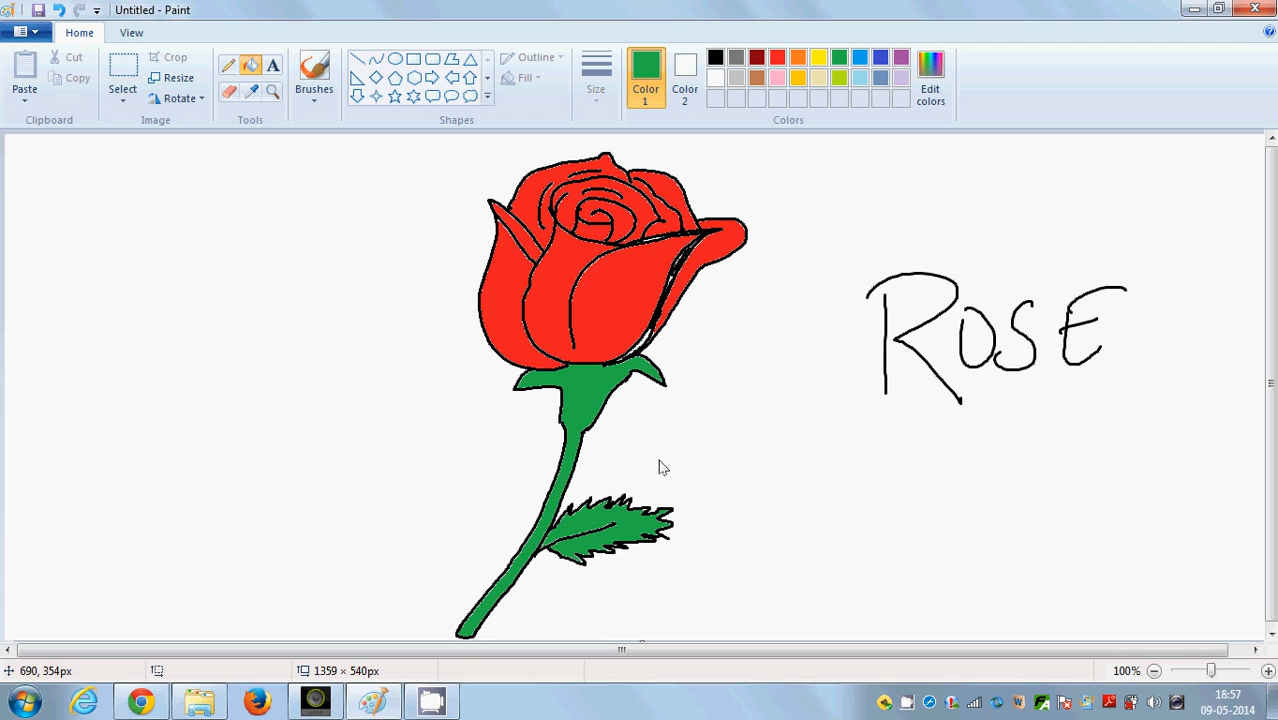 Untitled - Paint
Home
View
Paste
Cut
Copy
Clipboard
Select
Crop
Resize
Rotate
Image
A
Tools
Brushes
Outline
Fill
Shapes
Size
Color 1
Color 2
Edit colors
Colors
ROSE
690, 354px
1359 × 540px
100%
18:57
09-05-2014